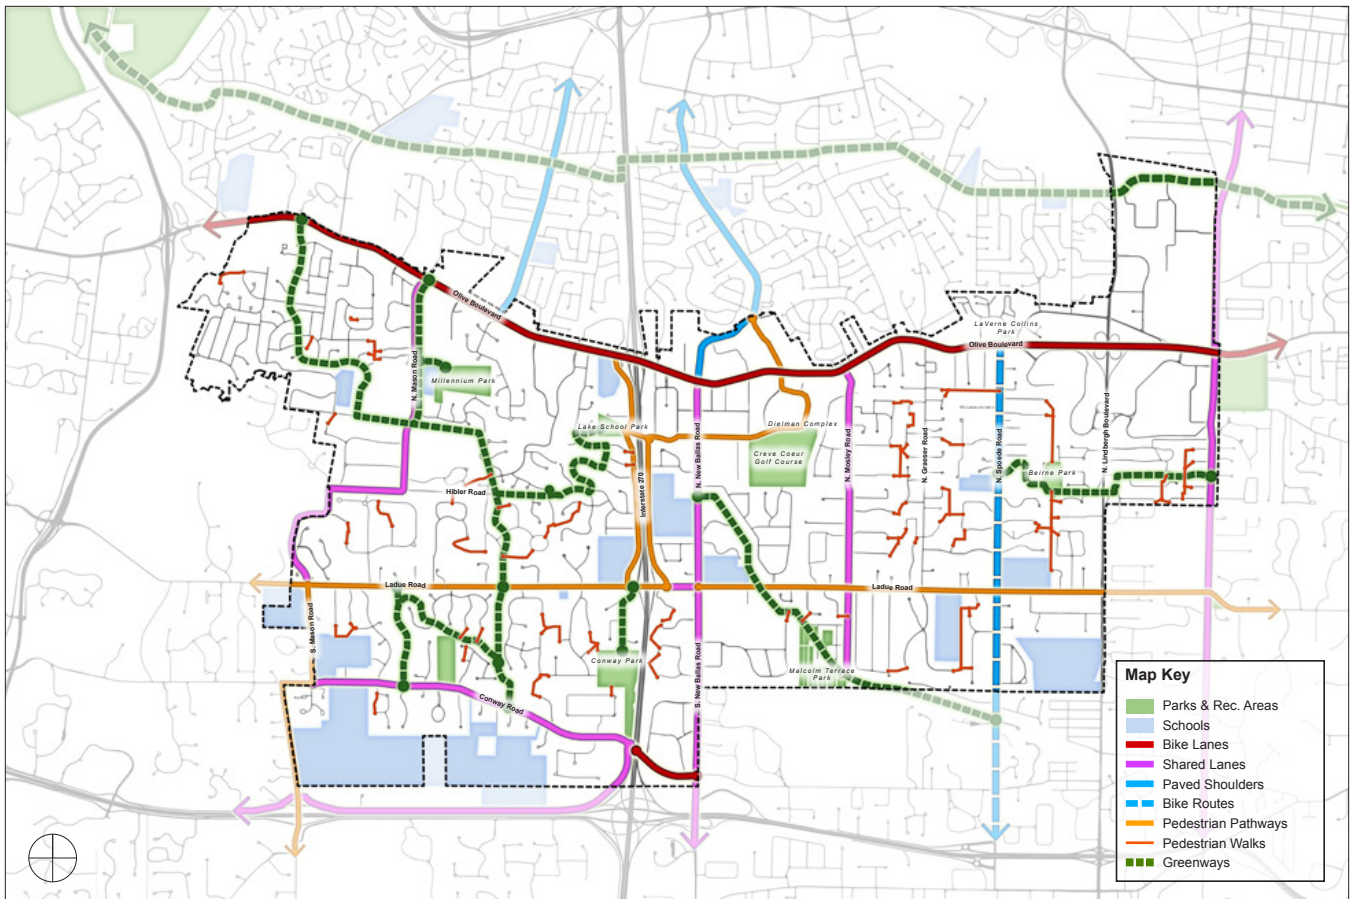 Olive Boulevard
LaVerne Collins
Park
Olive Boulevard
N. Mason Road
Millennium Park
Lake School Park
Dielman Complex
Creve Coeur
Golf Course
N. New Ballas Road
N. Mosley Road
N. Graeser Road
N. Spoede Road
N. Lindbergh Boulevard
Beirne Park
Hibler Road
Interstate 270
Ladue Road
Ladue Road
S. Mason Road
Conway Park
S. New Ballas Road
Malcolm Terrace
Park
Conway Road
Map Key
Parks & Rec. Areas
Schools
Bike Lanes
Shared Lanes
Paved Shoulders
Bike Routes
Pedestrian Pathways
Pedestrian Walks
Greenways